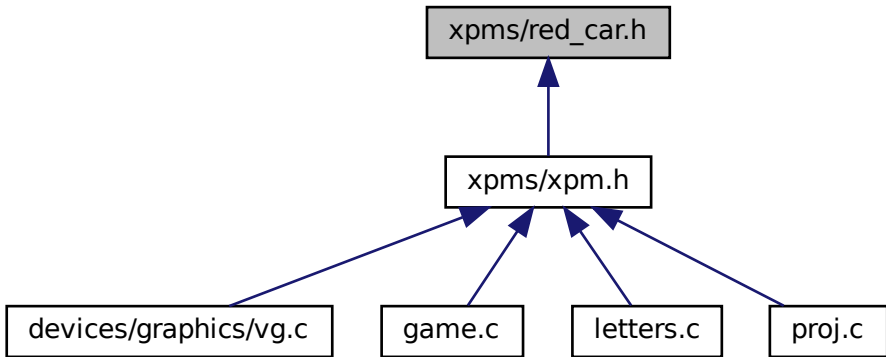 xpms/red_car.h
xpms/xpm.h
devices/graphics/vg.c
game.c
letters.c
proj.c